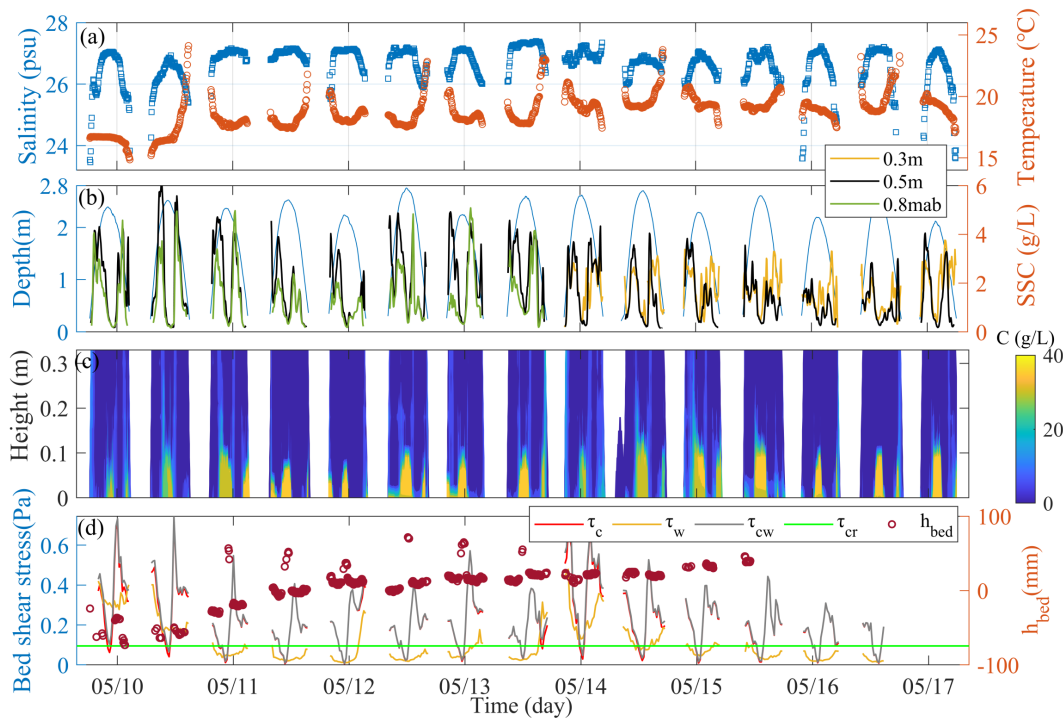 28
26
24
Salinity (psu)
(a)
25
20
15
Temperature (°C)
0.3m
0.5m
0.8mab
2.8
2
1
0
Depth(m)
(b)
6
4
2
0
SSC (g/L)
0.3
0.2
0.1
0
Height (m)
(c)
C (g/L)
40
20
0
0.6
0.4
0.2
0
Bed shear stress(Pa)
(d)
τc
τw
τcw
τcr
hbed
100
0
-100
hbed(mm)
05/10 05/11 05/12 05/13 05/14 05/15 05/16 05/17
Time (day)